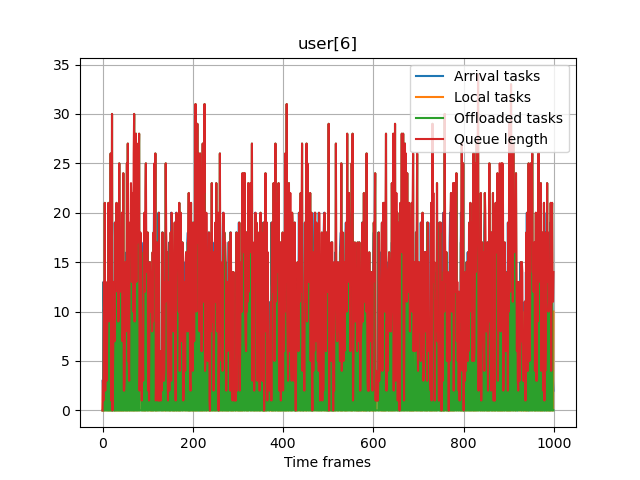 user[6]
35
30
25
20
15
10
5
0
Arrival tasks
Local tasks
Offloaded tasks
Queue length
0 200 400 600 800 1000
Time frames